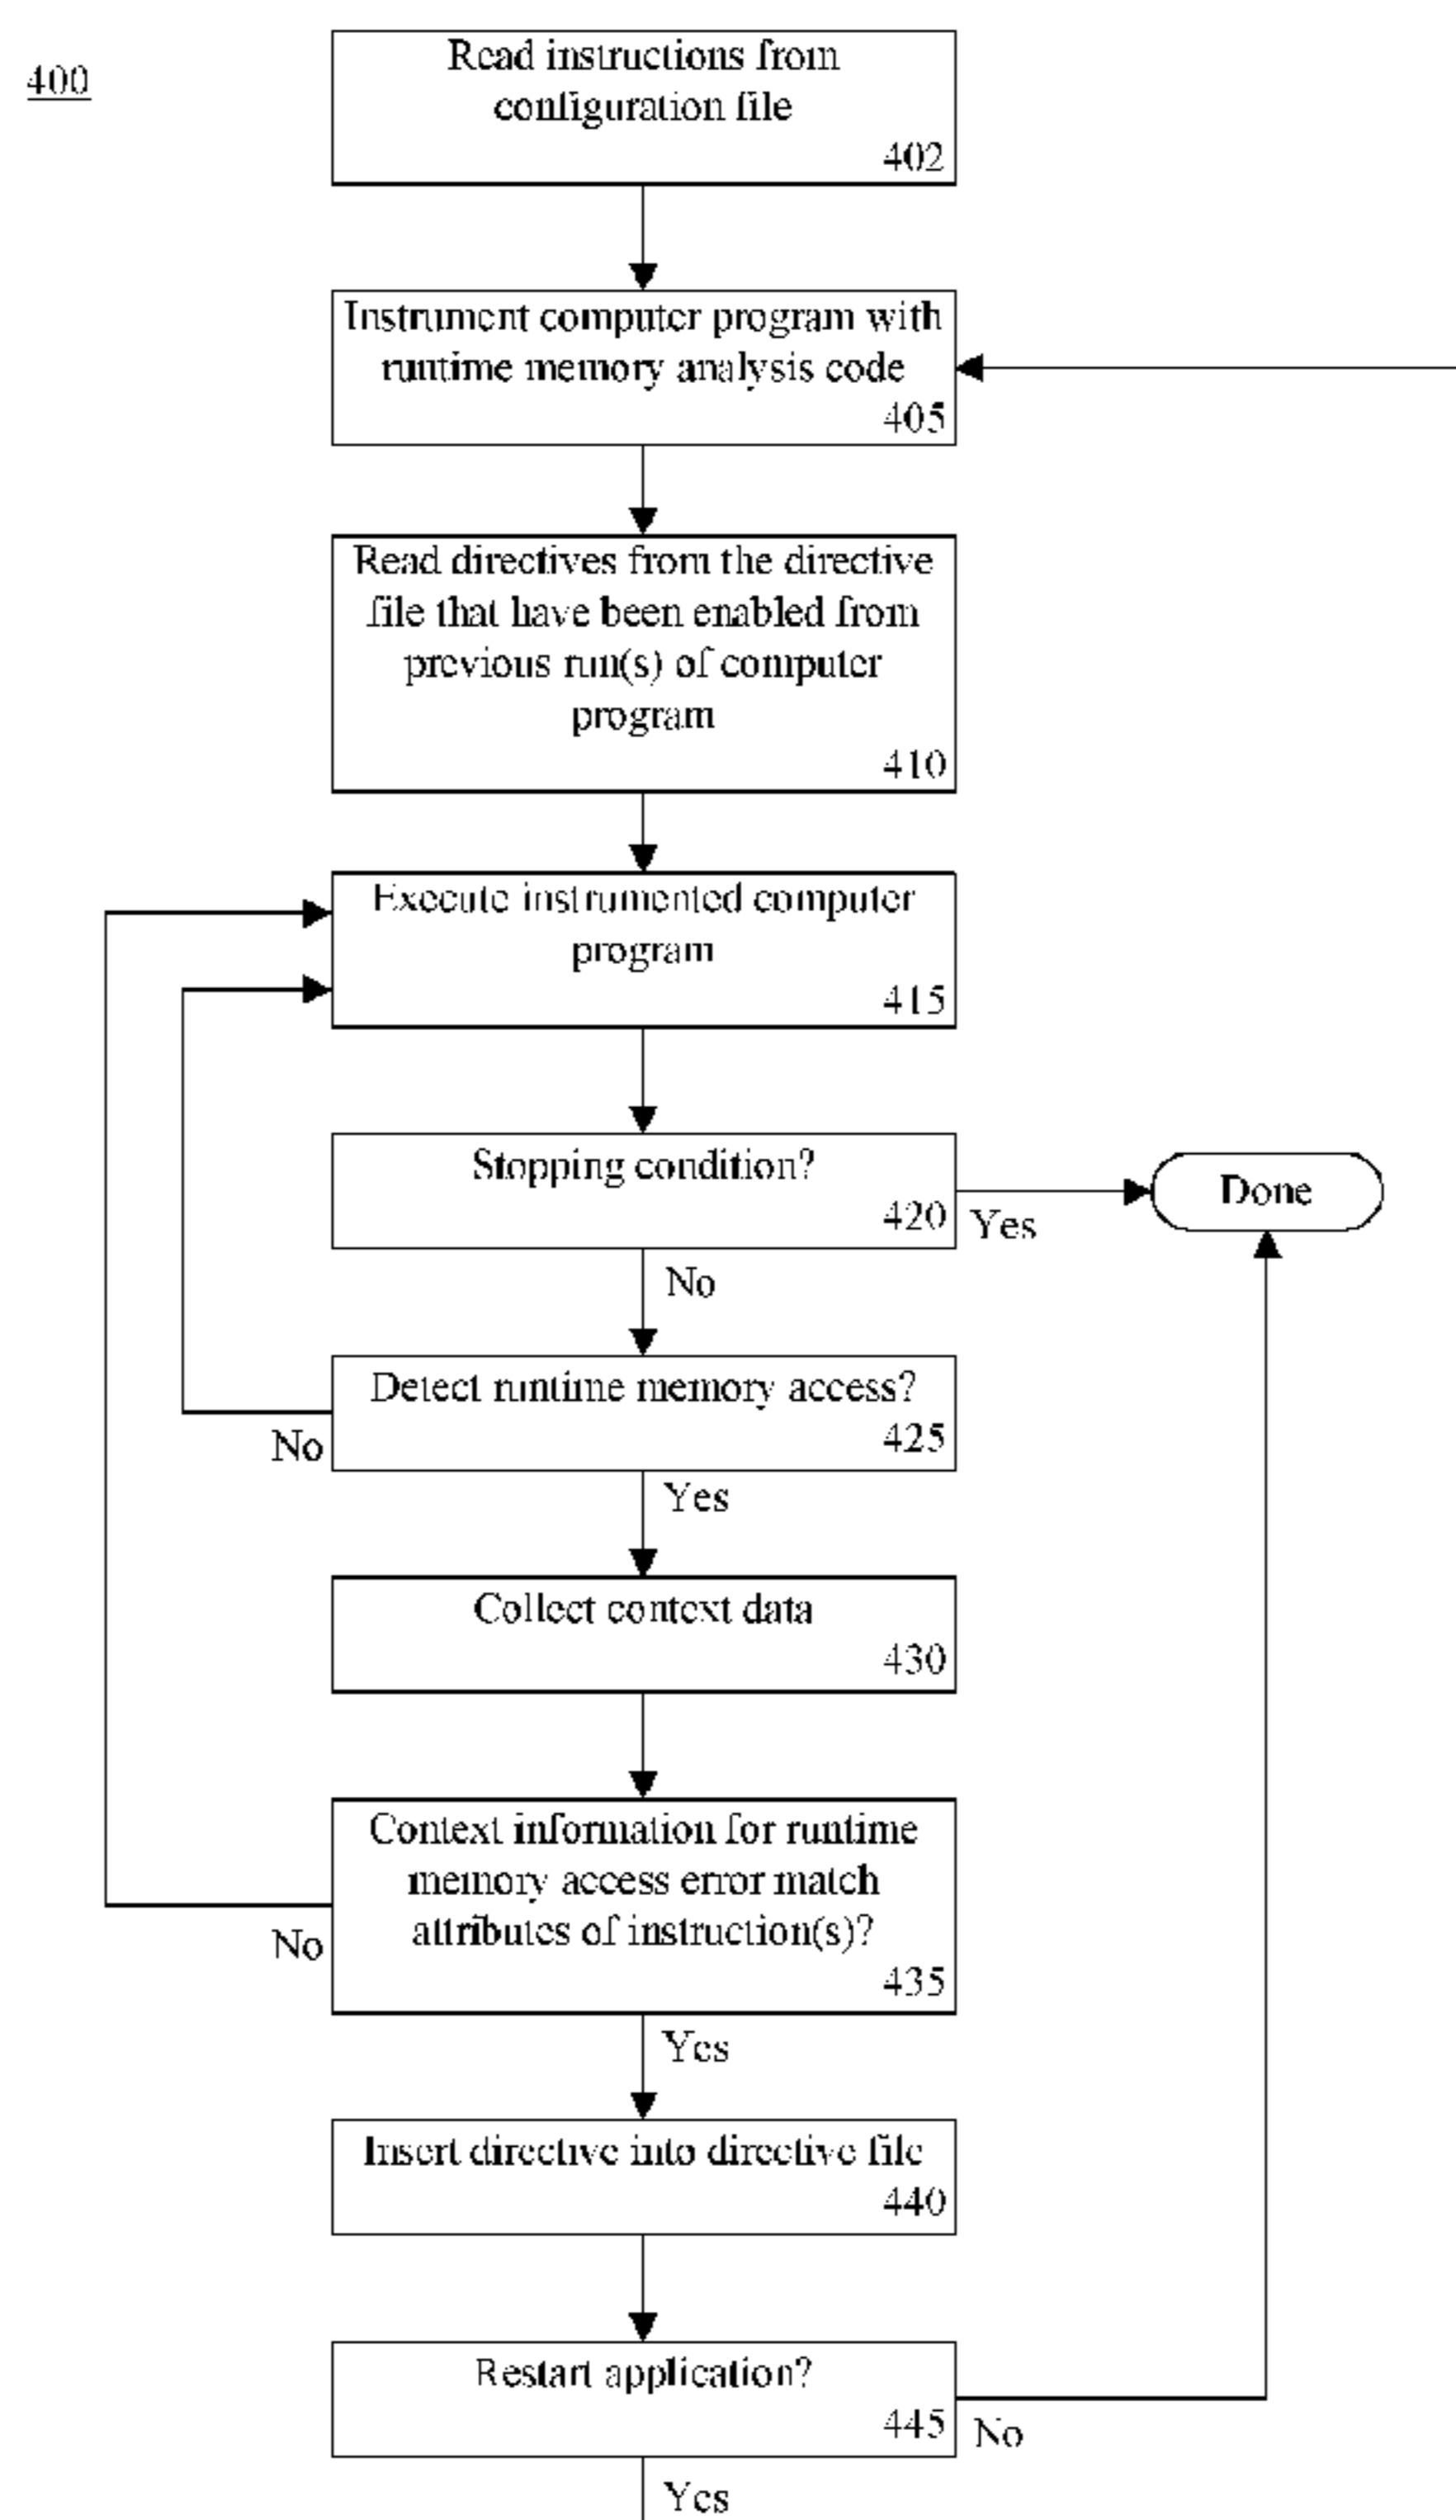 400
Read instructions from
configuration file
402
Instrument computer program with
runtime memory analysis code
405
Read directives from the directive
file that have been enabled from
previous run(s) of computer
program
410
Execute instrumented computer
program
415
Stopping condition?
420
Yes
Done
No
Detect runtime memory access?
425
No
Yes
Collect context data
430
Context information for runtime
memory access error match
attributes of instruction(s)?
435
No
Yes
Insert directive into directive file
440
Restart application?
445
No
Yes